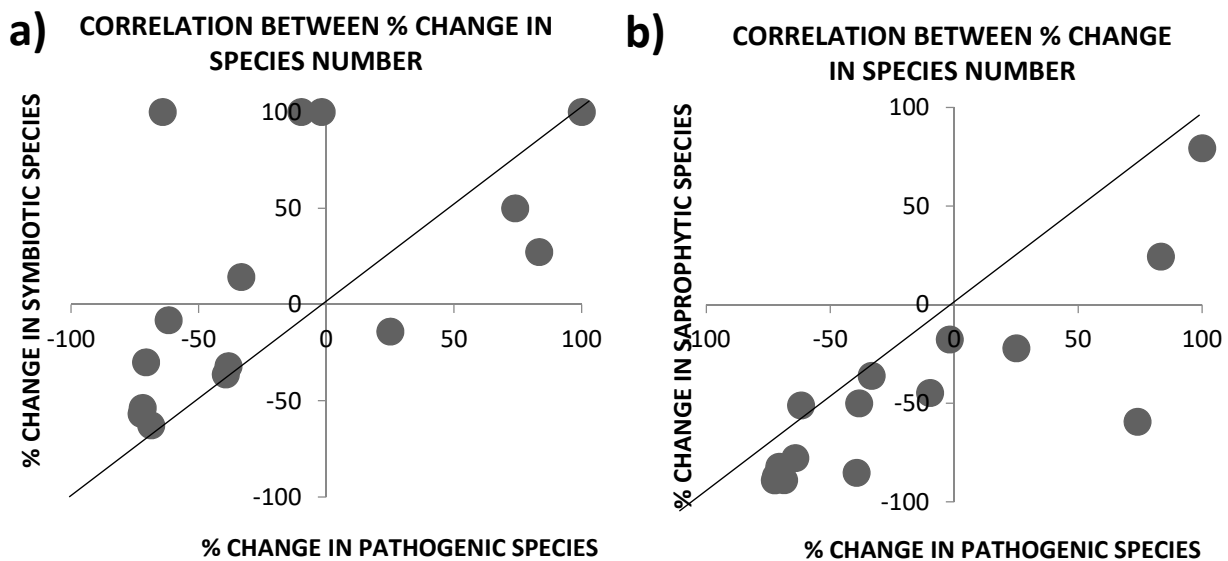 a)
CORRELATION BETWEEN % CHANGE IN
SPECIES NUMBER
% CHANGE IN SYMBIOTIC SPECIES
100
50
0
-50
-100
-100
-50
0
50
100
% CHANGE IN PATHOGENIC SPECIES
b)
CORRELATION BETWEEN % CHANGE
IN SPECIES NUMBER
% CHANGE IN SAPROPHYTIC SPECIES
100
50
0
-50
-100
-100
-50
0
50
100
% CHANGE IN PATHOGENIC SPECIES